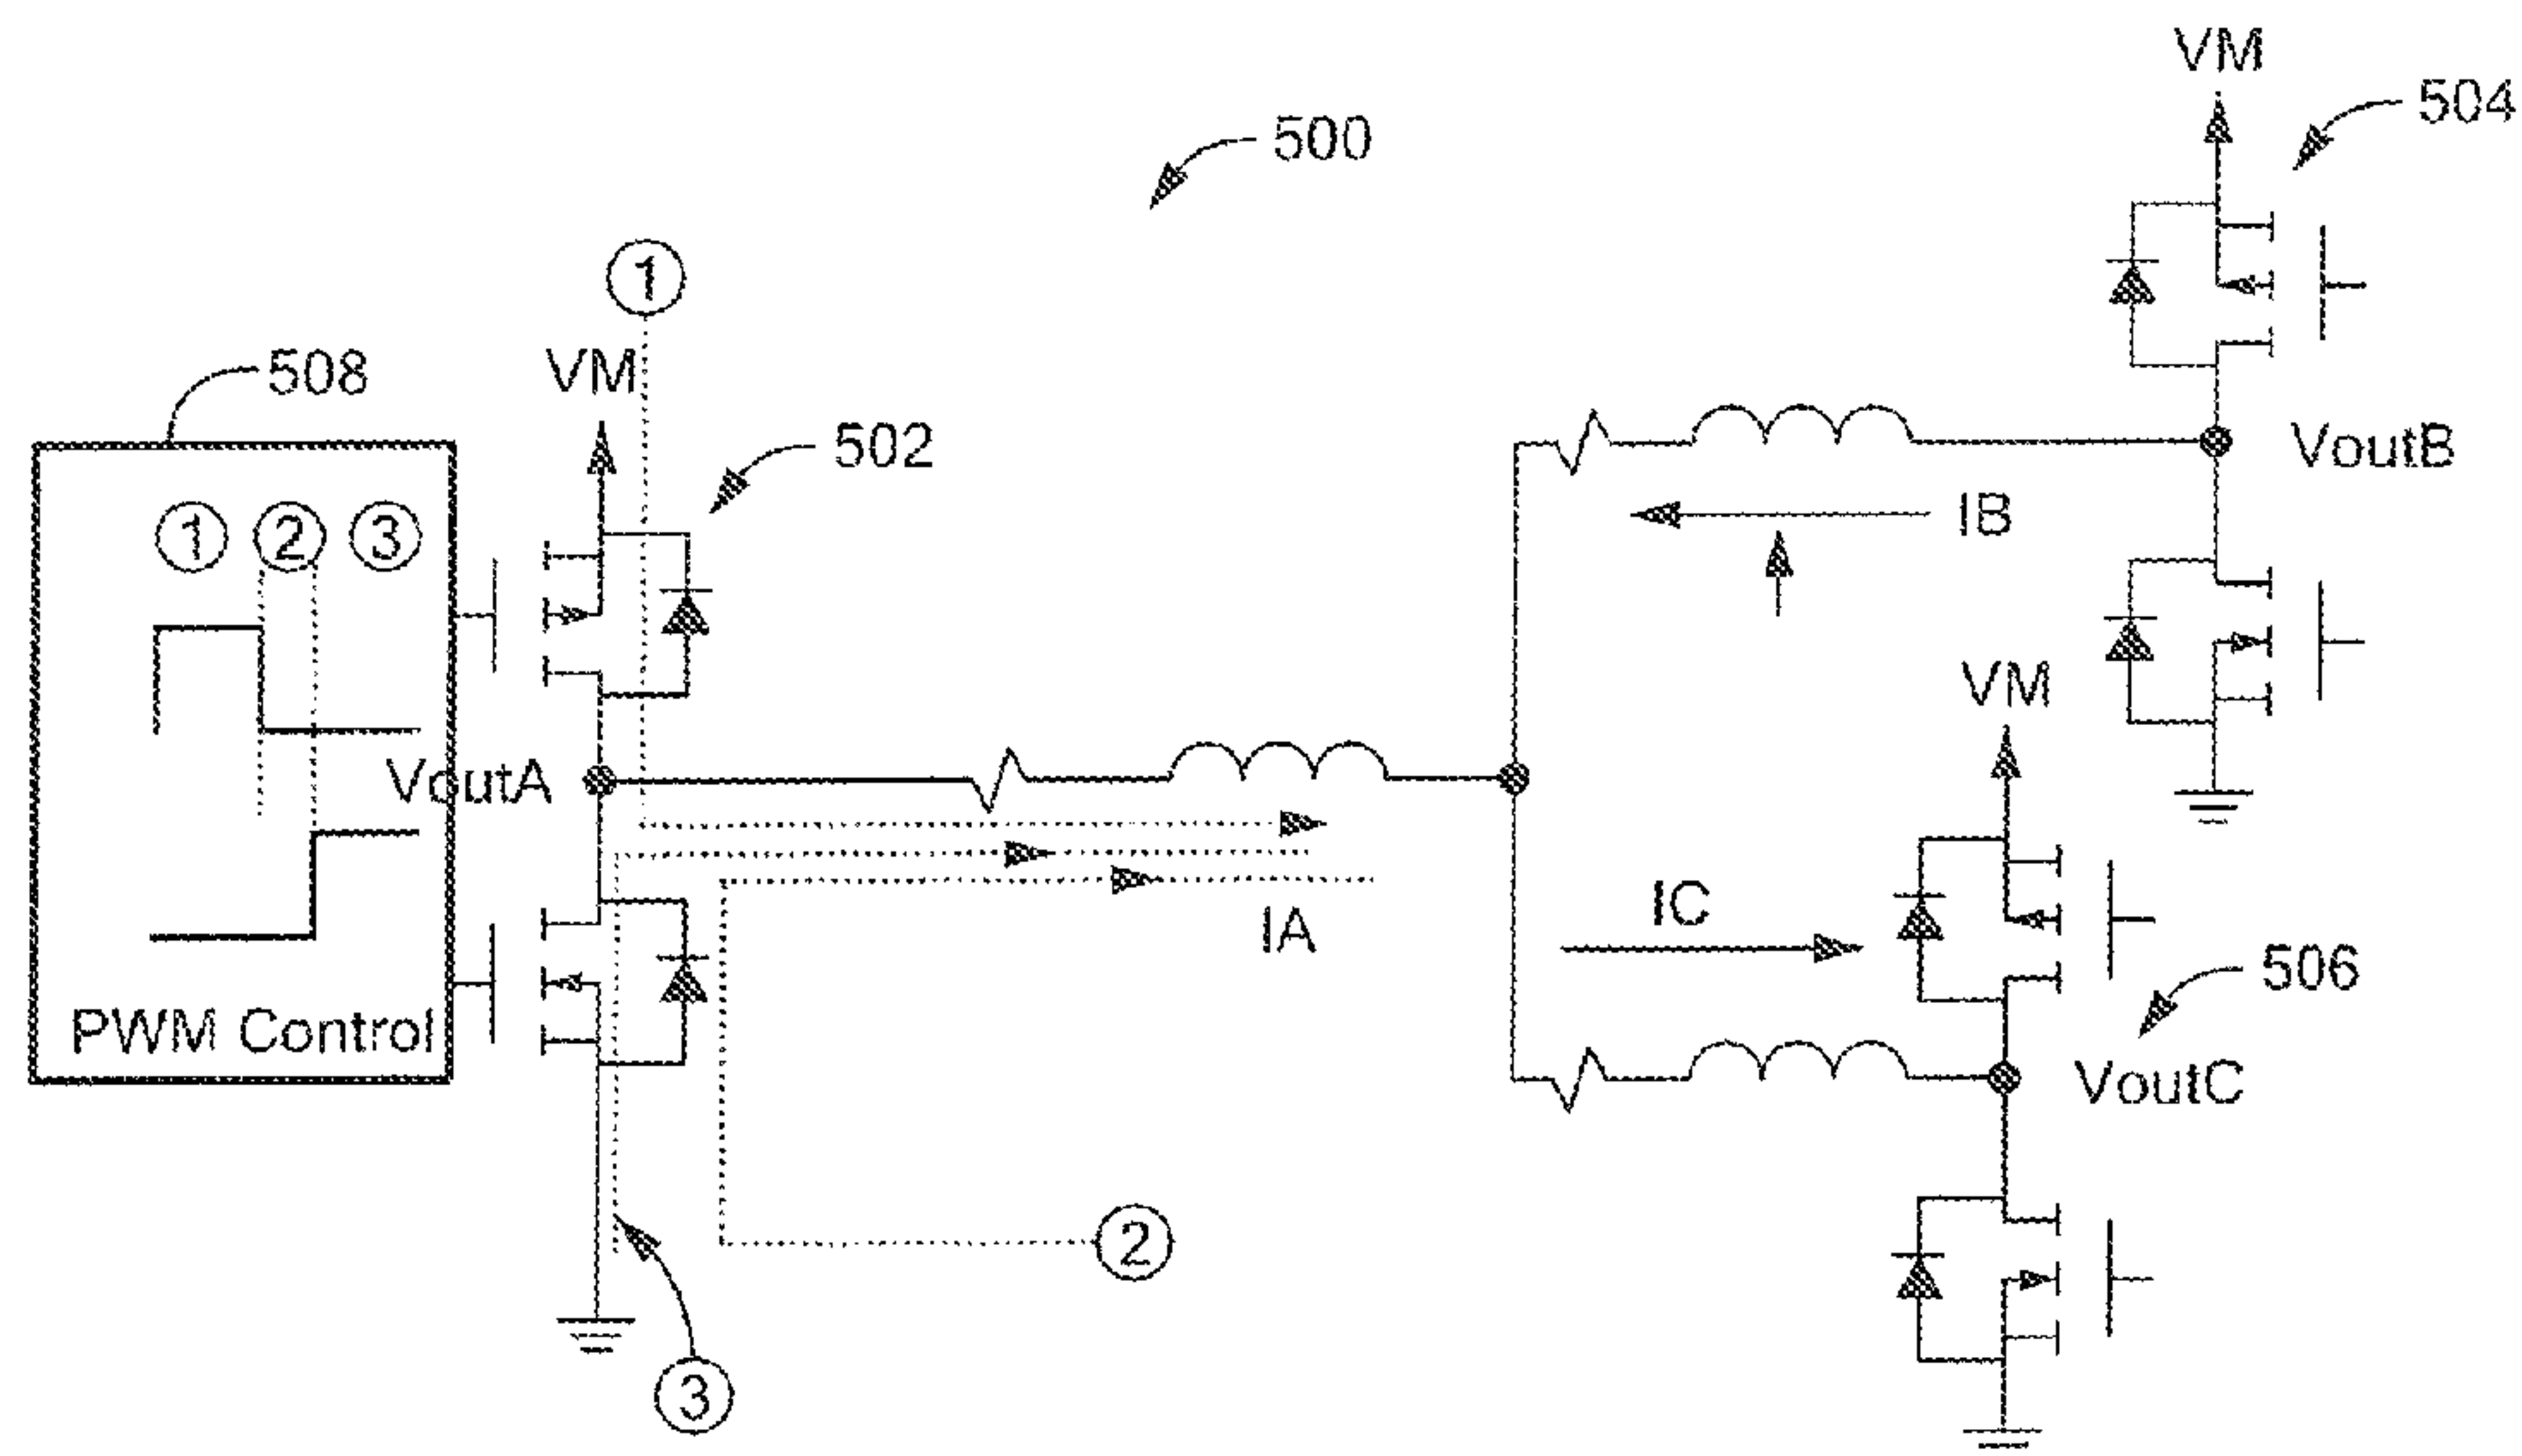 VM
504
500
①
508
VM
502
VoutB
① ② ③
IB
VM
VoutA
IC
IA
506
PWM Control
VoutC
②
③